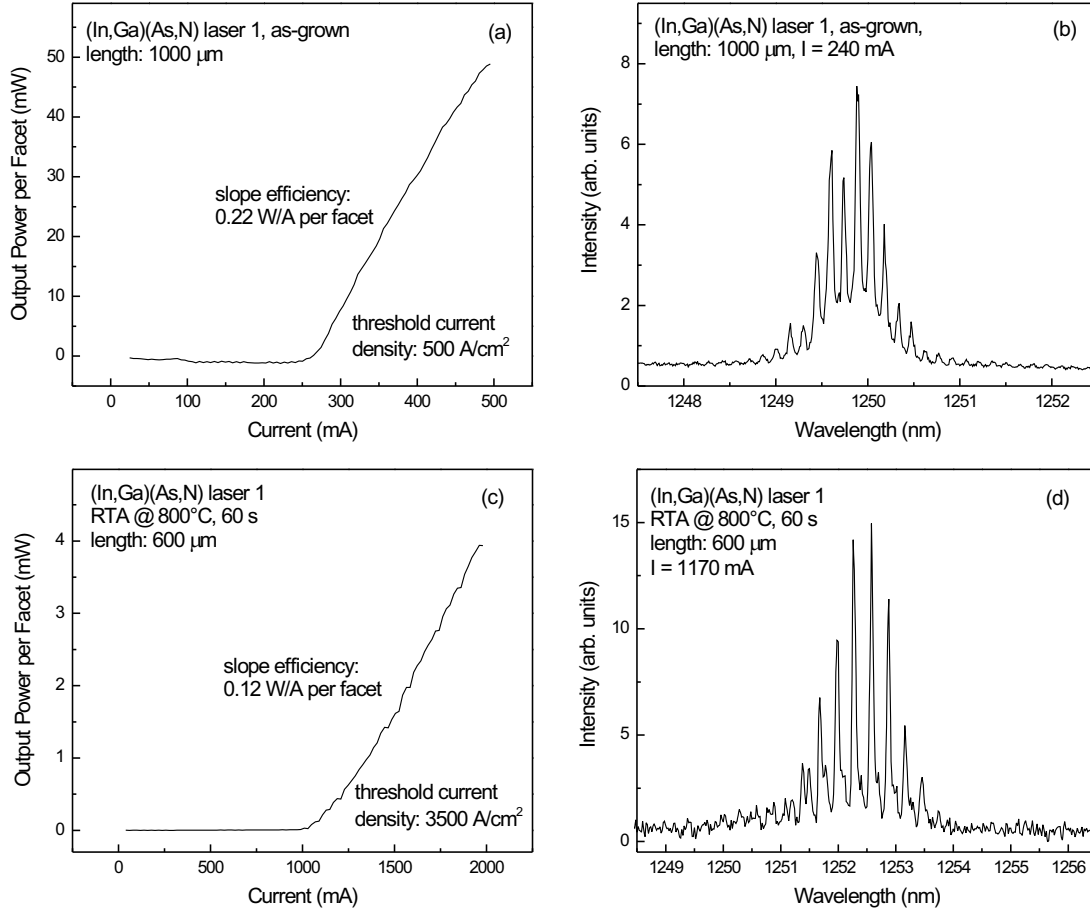 (In,Ga)(As,N) laser 1, as-grown
length: 1000 µm
(a)
slope efficiency:
0.22 W/A per facet
threshold current
density: 500 A/cm²
Output Power per Facet (mW)
50
40
30
20
10
0
0 100 200 300 400 500
Current (mA)
(In,Ga)(As,N) laser 1, as-grown,
length: 1000 µm, I = 240 mA
(b)
Intensity (arb. units)
8
6
4
2
0
1248 1249 1250 1251 1252
Wavelength (nm)
(In,Ga)(As,N) laser 1
RTA @ 800°C, 60 s
length: 600 µm
(c)
slope efficiency:
0.12 W/A per facet
threshold current
density: 3500 A/cm²
Output Power per Facet (mW)
4
3
2
1
0
0 500 1000 1500 2000
Current (mA)
(In,Ga)(As,N) laser 1
RTA @ 800°C, 60 s
length: 600 µm
I = 1170 mA
(d)
Intensity (arb. units)
15
10
5
0
1249 1250 1251 1252 1253 1254 1255 1256
Wavelength (nm)